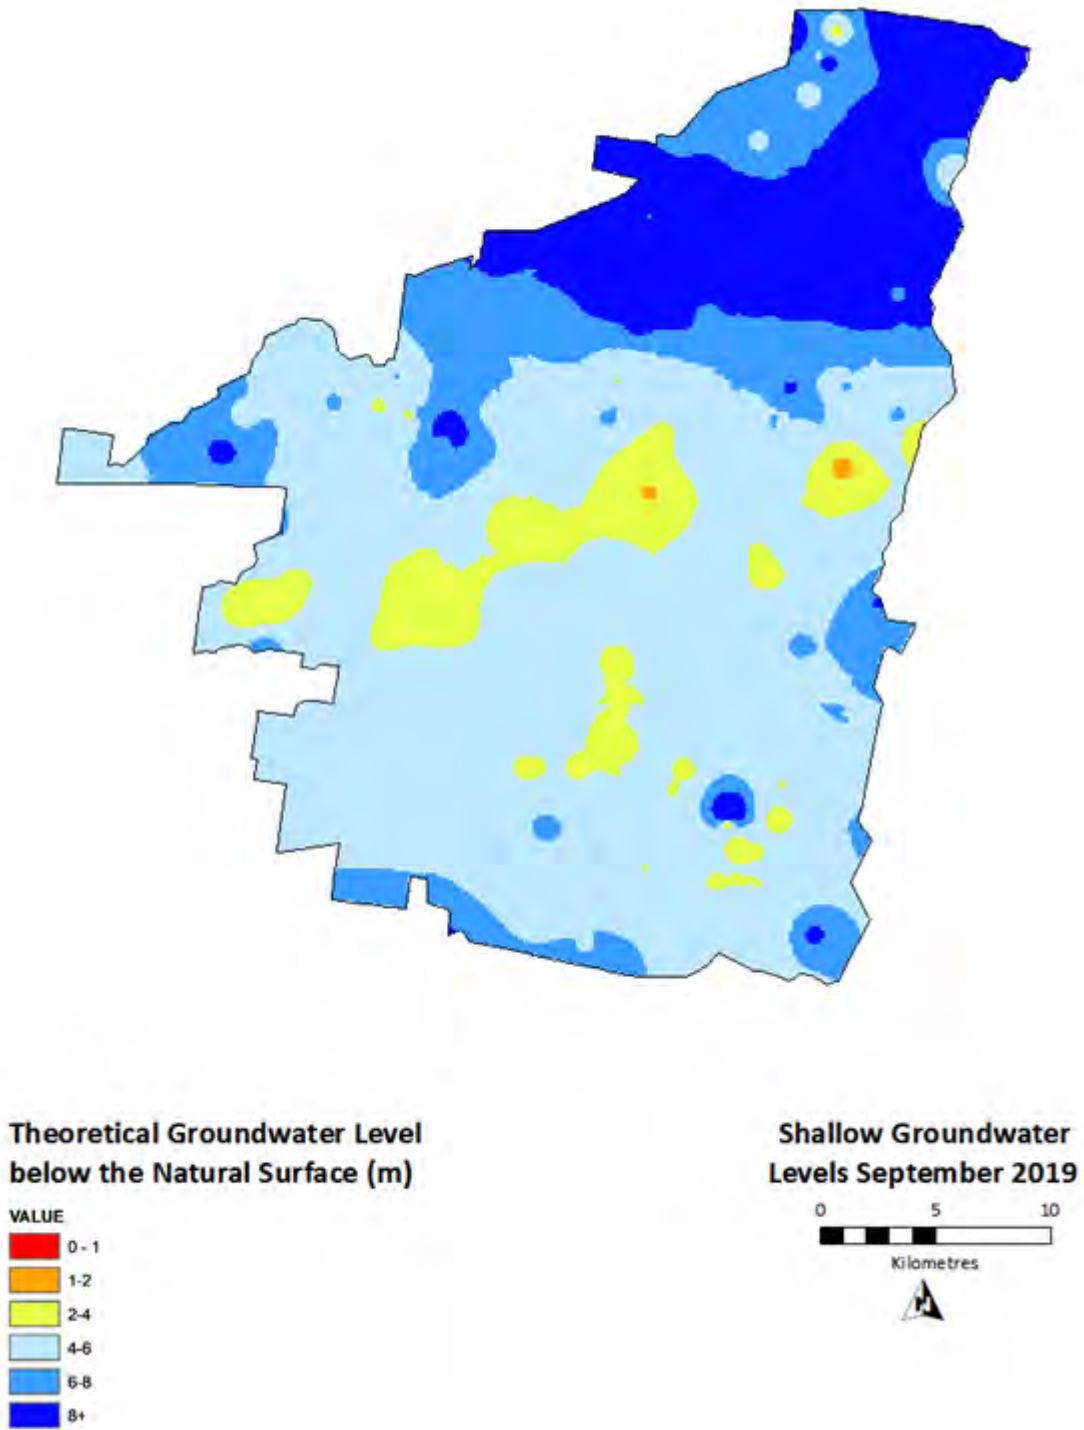 Theoretical Groundwater Level
below the Natural Surface (m)
VALUE
0 - 1
1-2
2-4
4-6
6-8
8+
Shallow Groundwater
Levels September 2019
0 5 10
Kilometres